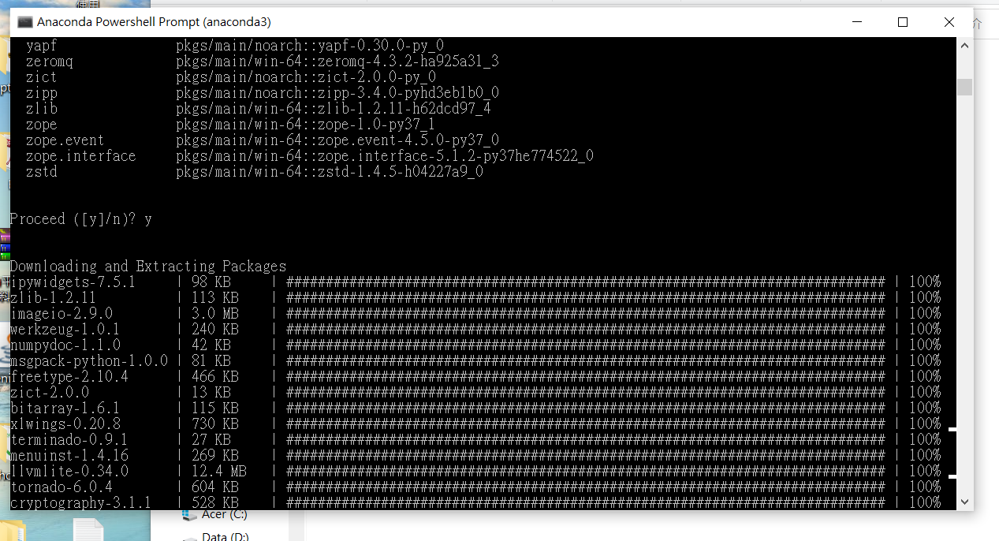 使用
Anaconda Powershell Prompt (anaconda3)
yapf pkgs/main/noarch::yapf-0.30.0-py_0
zeromq pkgs/main/win-64::zeromq-4.3.2-ha925a31_3
zict pkgs/main/noarch::zict-2.0.0-py_0
zipp pkgs/main/noarch::zipp-3.4.0-pyhd3eb1b0_0
zlib pkgs/main/win-64::zlib-1.2.11-h62dcd97_4
zope pkgs/main/win-64::zope-1.0-py37_1
zope.event pkgs/main/win-64::zope.event-4.5.0-py37_0
zope.interface pkgs/main/win-64::zope.interface-5.1.2-py37he774522_0
zstd pkgs/main/win-64::zstd-1.4.5-h04227a9_0
Proceed ([y]/n)? y
Downloading and Extracting Packages
ipywidgets-7.5.1 | 98 KB | ############################################################################ | 100%
zlib-1.2.11 | 113 KB | ############################################################################ | 100%
imageio-2.9.0 | 3.0 MB | ############################################################################ | 100%
werkzeug-1.0.1 | 240 KB | ############################################################################ | 100%
numpydoc-1.1.0 | 42 KB | ############################################################################ | 100%
msgpack-python-1.0.0 | 81 KB | ############################################################################ | 100%
freetype-2.10.4 | 466 KB | ############################################################################ | 100%
zict-2.0.0 | 13 KB | ############################################################################ | 100%
bitarray-1.6.1 | 115 KB | ############################################################################ | 100%
xlwings-0.20.8 | 730 KB | ############################################################################ | 100%
terminado-0.9.1 | 27 KB | ############################################################################ | 100%
menuinst-1.4.16 | 269 KB | ############################################################################ | 100%
llvmlite-0.34.0 | 12.4 MB | ############################################################################ | 100%
tornado-6.0.4 | 604 KB | ############################################################################ | 100%
cryptography-3.1.1 | 528 KB | ############################################################################ | 100%
Acer (C:)
Data (D:)